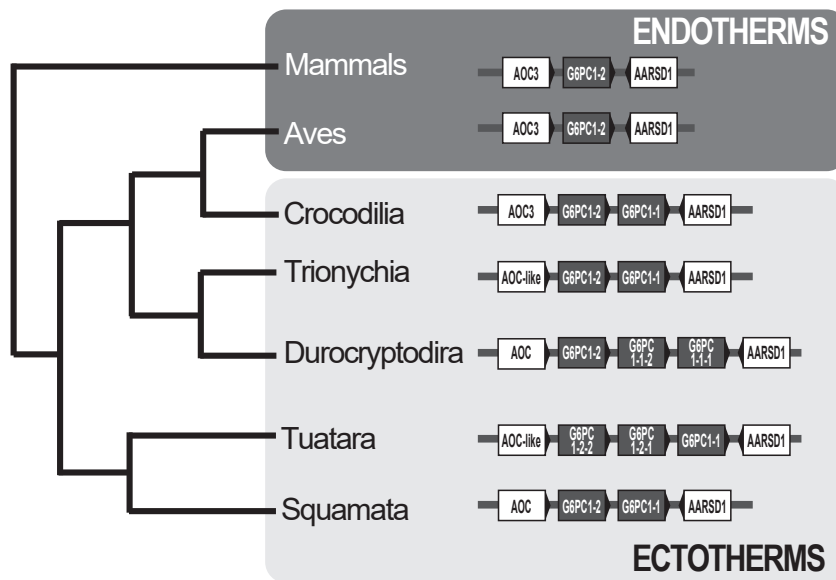 ENDOTHERMS
Mammals AOC3 G6PC1-2 AARSD1
Aves AOC3 G6PC1-2 AARSD1
Crocodilia AOC3 G6PC1-2 G6PC1-1 AARSD1
Trionychia AOC-like G6PC1-2 G6PC1-1 AARSD1
Durocryptodira AOC G6PC1-2 G6PC 1-1-2 G6PC 1-1-1 AARSD1
Tuatara AOC-like G6PC 1-2-2 G6PC 1-2-1 G6PC1-1 AARSD1
Squamata AOC G6PC1-2 G6PC1-1 AARSD1
ECTOTHERMS